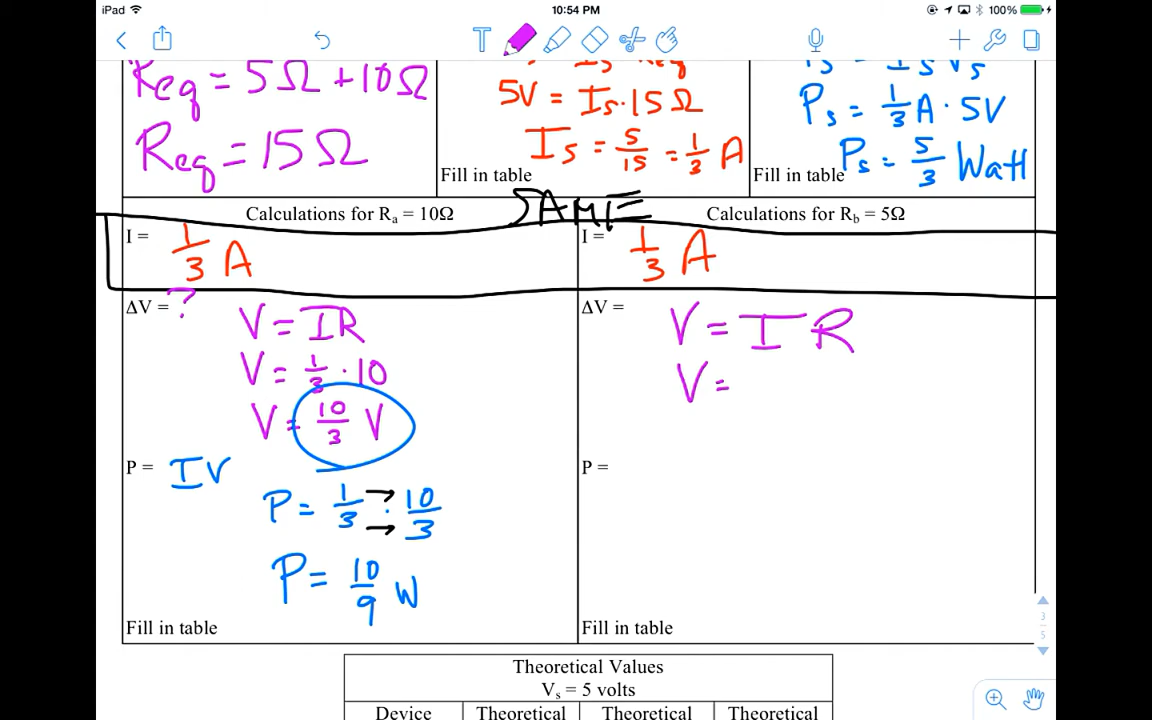 iPad 10:54 PM 100%
T
Req = 5Ω + 10Ω
Req = 15Ω
5V = Is · 15Ω
Is = 5/15 = 1/3 A
Fill in table
Ps = 1/3 A · 5V
Ps = 5/3 Watt
Fill in table
SAME
Calculations for Ra = 10Ω
I = 1/3 A
ΔV = ?
V = IR
V = 1/3 · 10
V = 10/3 V
P = IV
P = 1/3 · 10/3
P = 10/9 W
Fill in table
Calculations for Rb = 5Ω
I = 1/3 A
ΔV =
V = I R
V =
P =
Fill in table
3
5
Theoretical Values
Vs = 5 volts
Device Theoretical Theoretical Theoretical